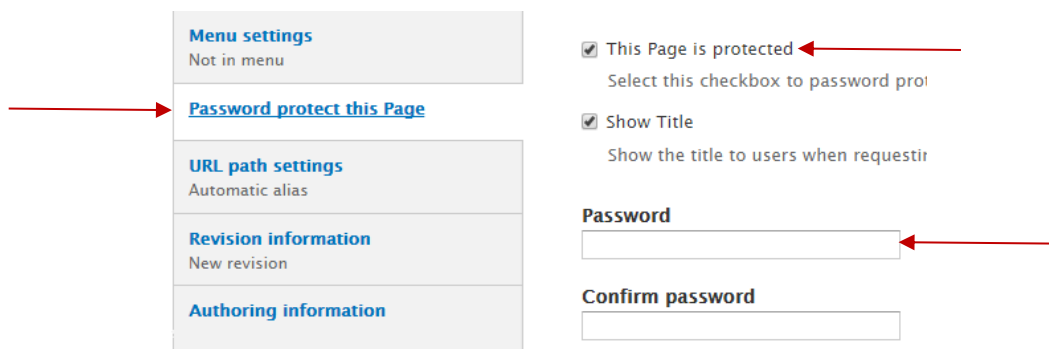 Menu settings
Not in menu
Password protect this Page
URL path settings
Automatic alias
Revision information
New revision
Authoring information
This Page is protected
Select this checkbox to password
Show Title
Show the title to users when
Password
Confirm password